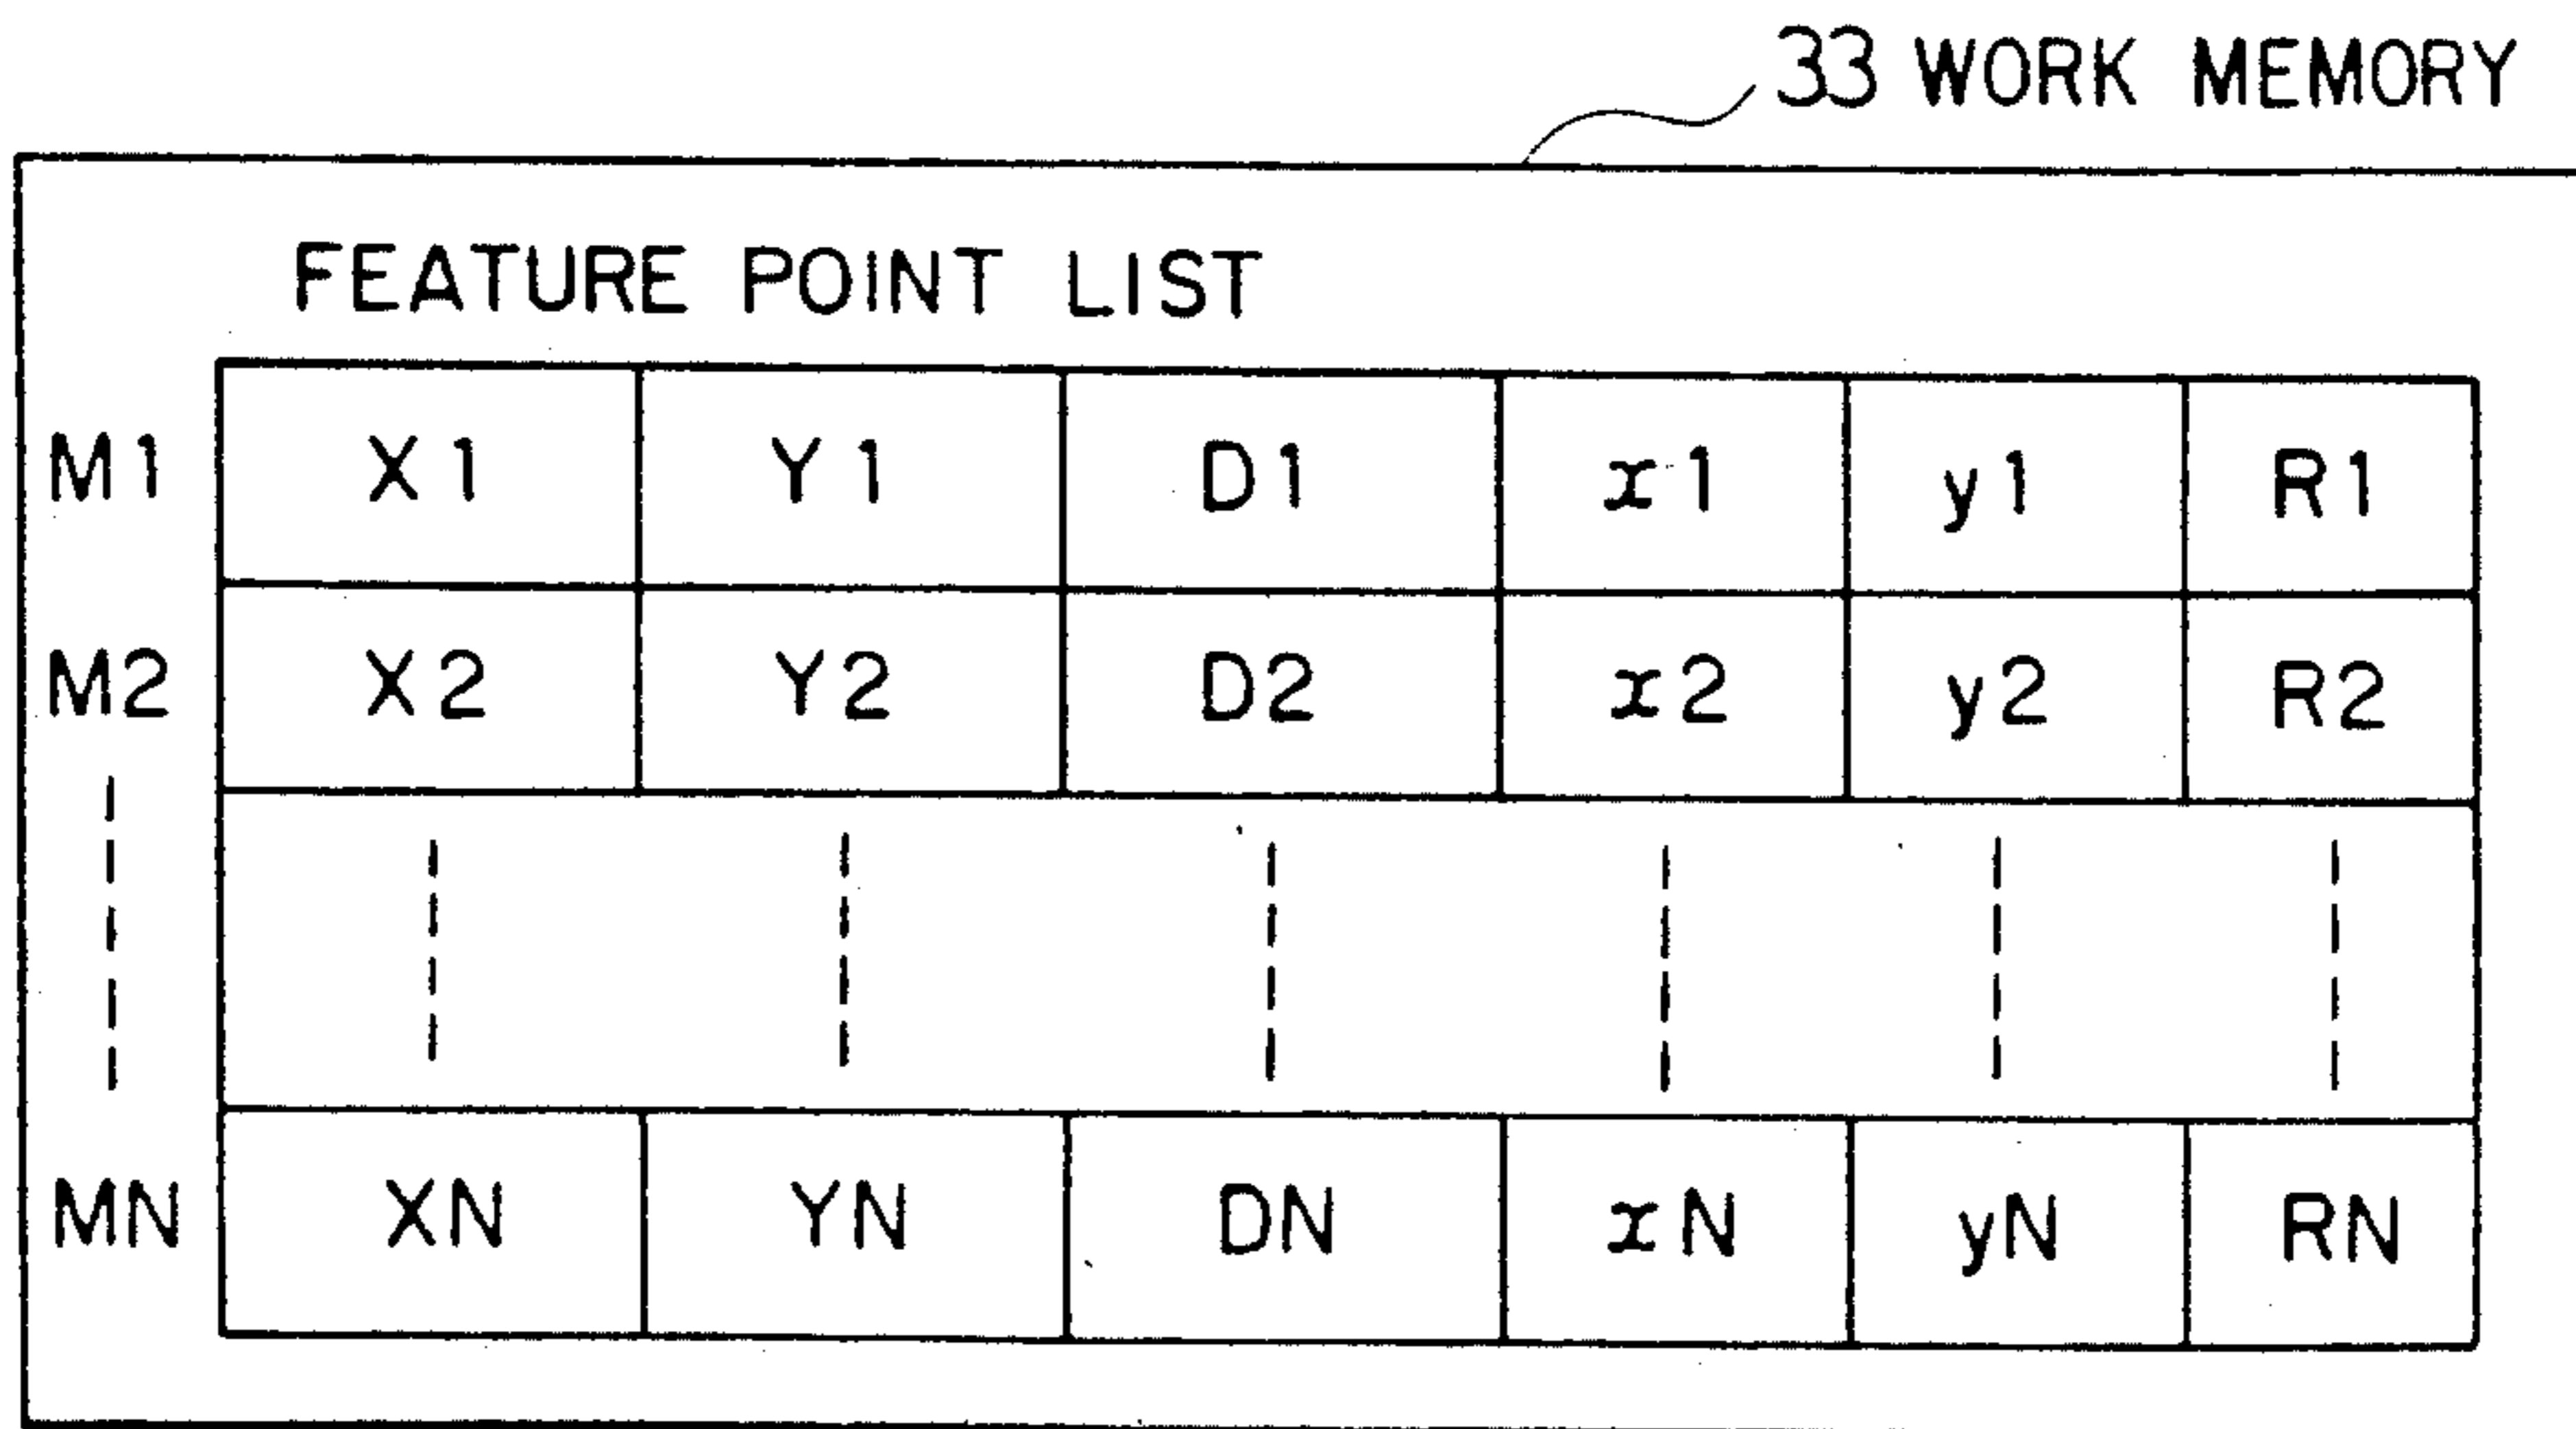 33 WORK MEMORY
FEATURE POINT LIST
M1 X1 Y1 D1 x1 y1 R1
M2 X2 Y2 D2 x2 y2 R2
MN XN YN DN xN yN RN